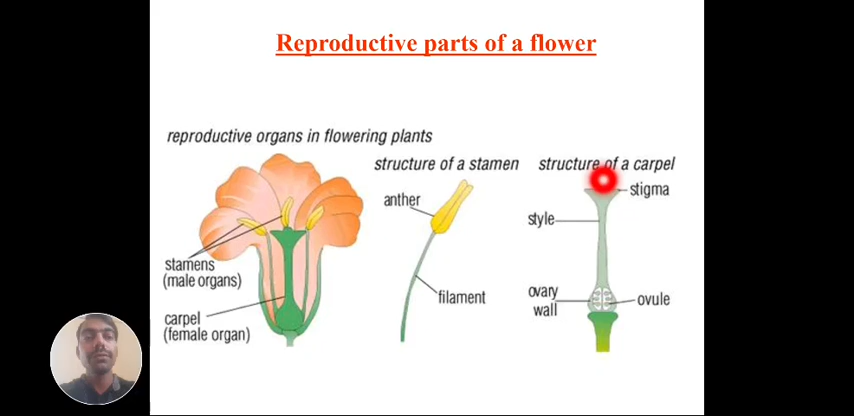 Reproductive parts of a flower
reproductive organs in flowering plants
structure of a stamen
structure of a carpel
anther
stigma
style
stamens
(male organs)
filament
ovary
wall
ovule
carpel
(female organ)